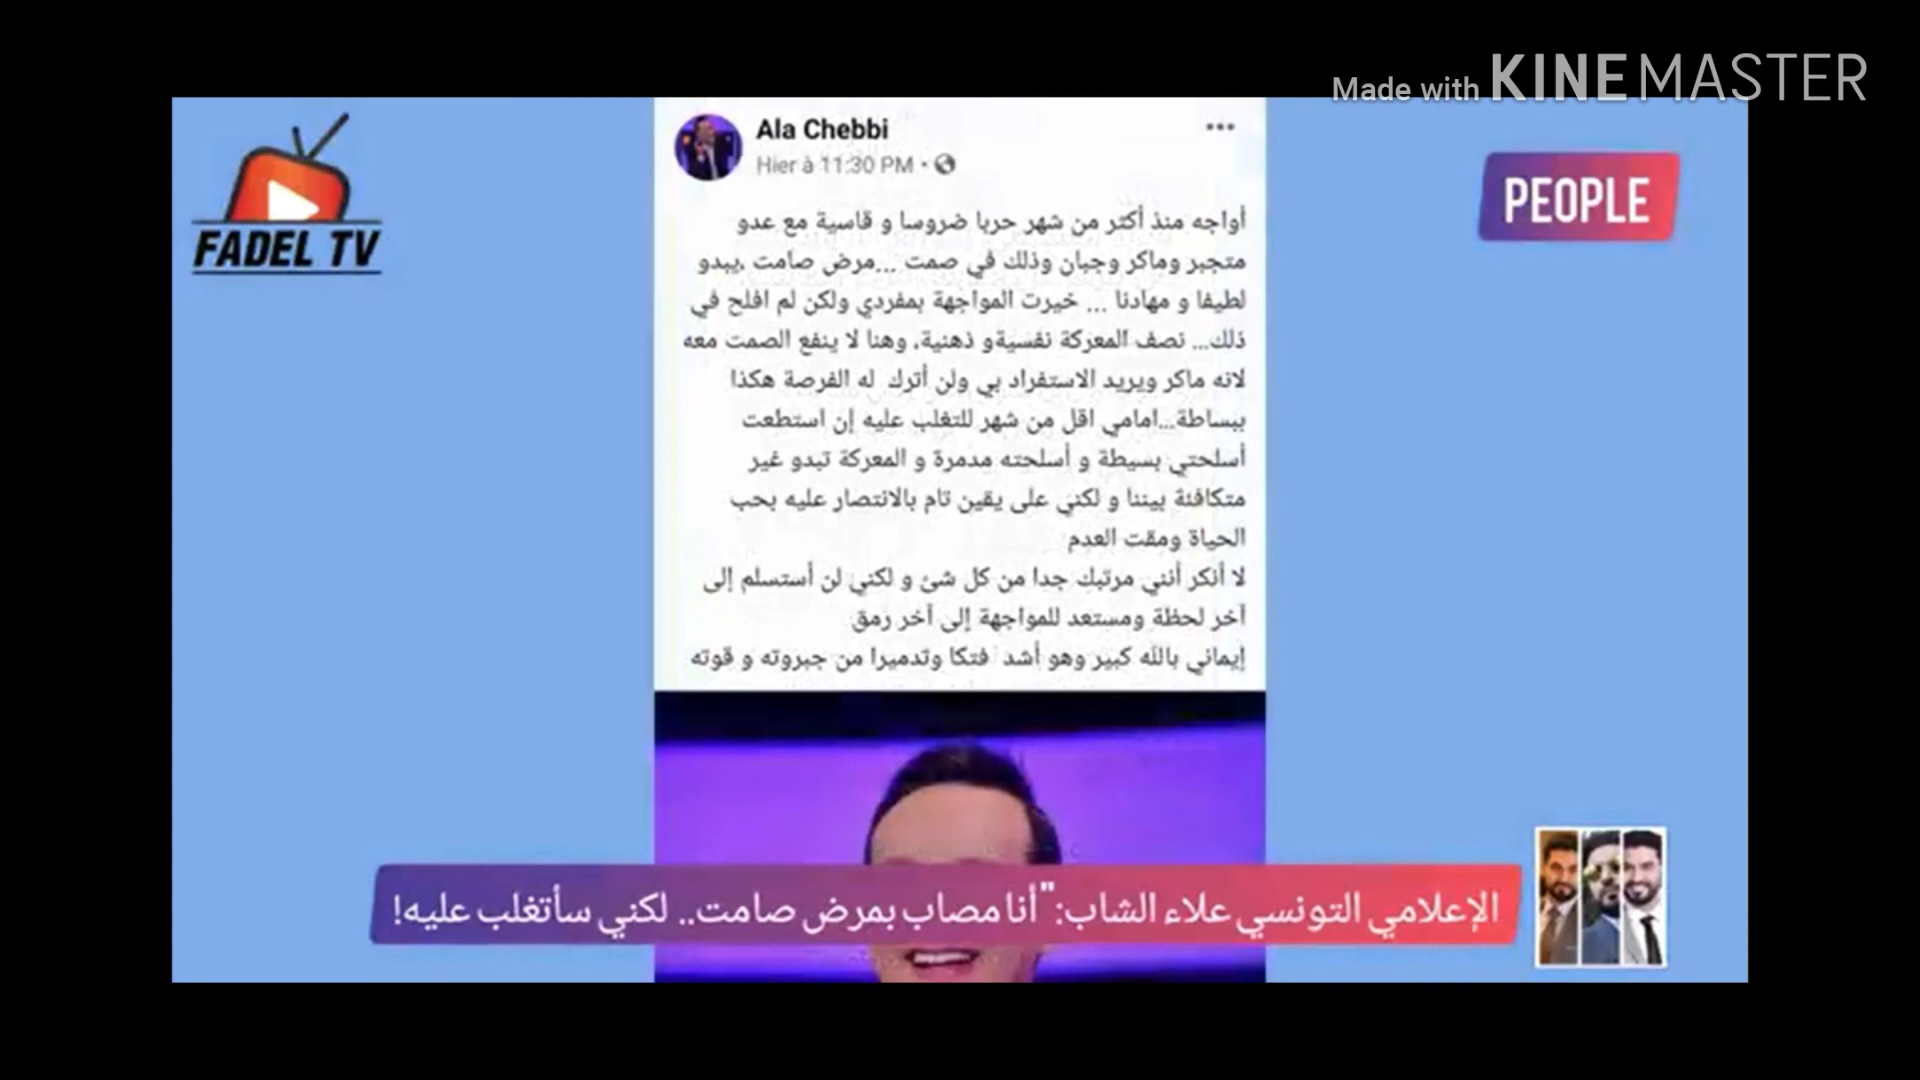 Made with KINEMASTER
FADEL TV
PEOPLE
Ala Chebbi
Hier à 11:30 PM
أواجه منذ أكثر من شهر حربا ضروسا و قاسية مع عدو
متجبر وماكر وجبان وذلك في صمت ...مرض صامت ,يبدو
لطيفا و مهادنا ... خيرت المواجهة بمفردي ولكن لم افلح في
ذلك... نصف المعركة نفسيةو ذهنية، وهنا لا ينفع الصمت معه
لانه ماكر ويريد الاستفراد بي ولن أترك له الفرصة هكذا
ببساطة...امامي اقل من شهر للتغلب عليه إن استطعت
أسلحتي بسيطة و أسلحته مدمرة و المعركة تبدو غير
متكافئة بيننا و لكني على يقين تام بالانتصار عليه بحب
الحياة ومقت العدم
لا أنكر أنني مرتبك جدا من كل شئ و لكني لن أستسلم إلى
آخر لحظة ومستعد للمواجهة إلى آخر رمق
إيماني بالله كبير وهو أشد فتكا وتدميرا من جبروته و قوته
الإعلامي التونسي علاء الشاب:"أنا مصاب بمرض صامت.. لكني سأتغلب عليه!